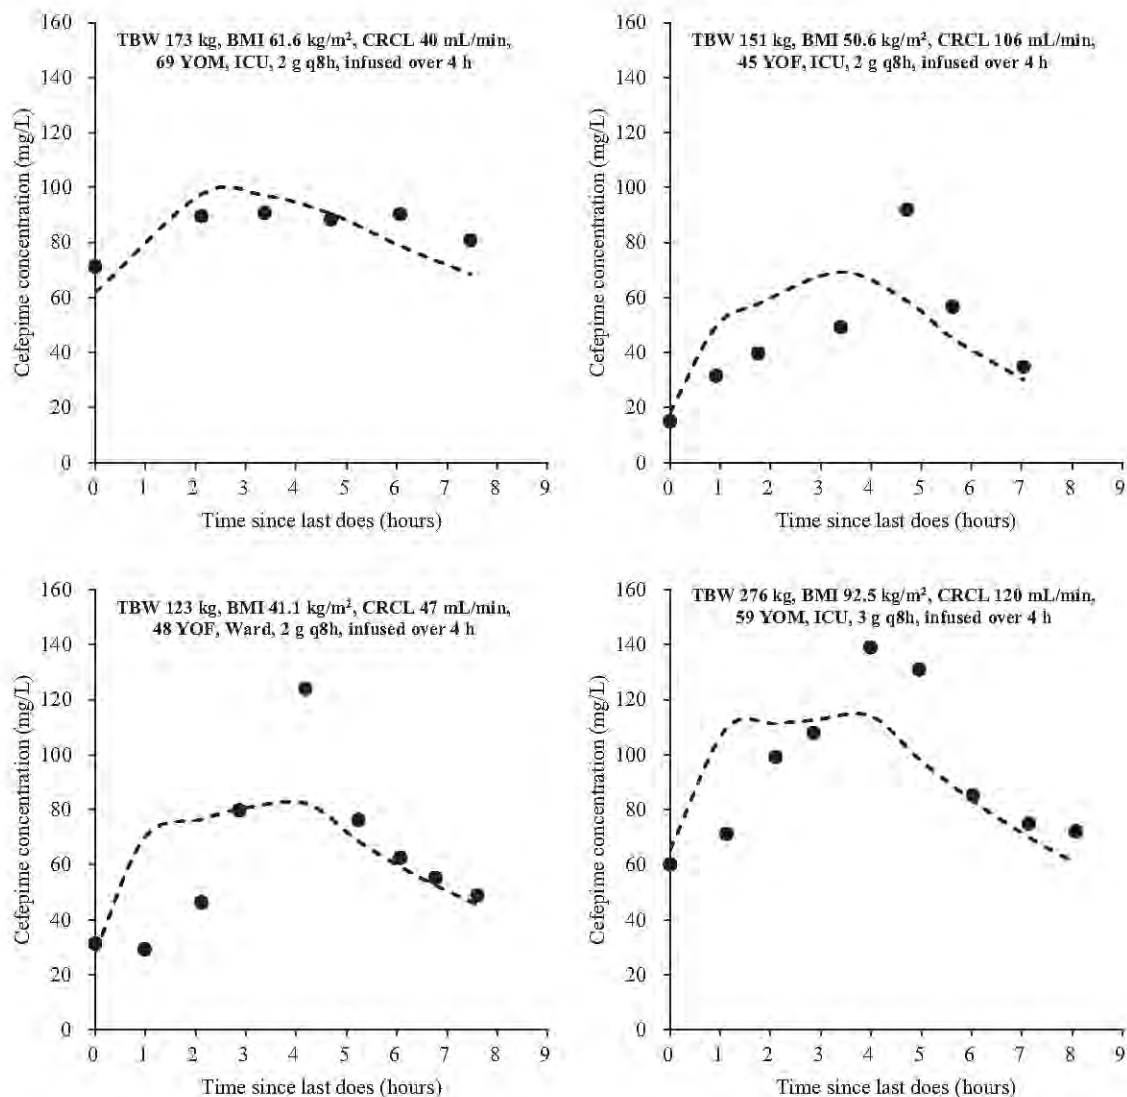 TBW 173 kg, BMI 61.6 kg/m², CRCL 40 mL/min,
69 YOM, ICU, 2 g q8h, infused over 4 h
Cefepime concentration (mg/L)
160
140
120
100
80
60
40
20
0
0 1 2 3 4 5 6 7 8 9
Time since last does (hours)
TBW 151 kg, BMI 50.6 kg/m², CRCL 106 mL/min,
45 YOF, ICU, 2 g q8h, infused over 4 h
Cefepime concentration (mg/L)
160
140
120
100
80
60
40
20
0
0 1 2 3 4 5 6 7 8 9
Time since last does (hours)
TBW 123 kg, BMI 41.1 kg/m², CRCL 47 mL/min,
48 YOF, Ward, 2 g q8h, infused over 4 h
Cefepime concentration (mg/L)
160
140
120
100
80
60
40
20
0
0 1 2 3 4 5 6 7 8 9
Time since last does (hours)
TBW 276 kg, BMI 92.5 kg/m², CRCL 120 mL/min,
59 YOM, ICU, 3 g q8h, infused over 4 h
Cefepime concentration (mg/L)
160
140
120
100
80
60
40
20
0
0 1 2 3 4 5 6 7 8 9
Time since last does (hours)